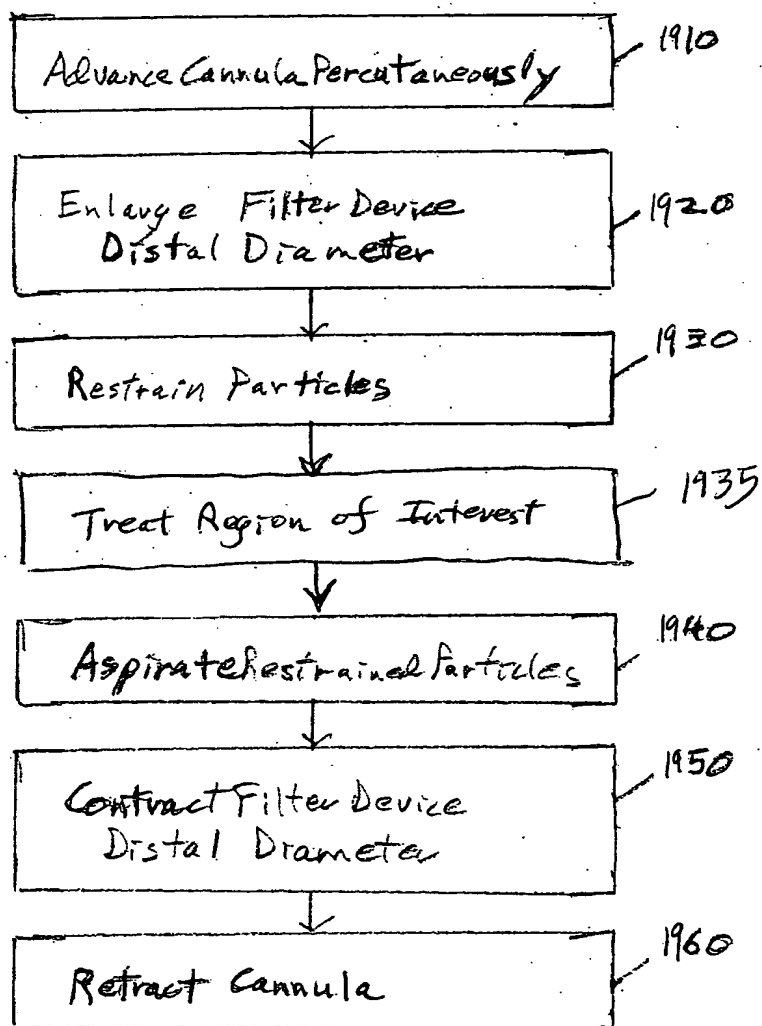 Advance Cannula Percutaneously
1910
Enlarge Filter Device
Distal Diameter
1920
Restrain Particles
1930
Treat Region of Interest
1935
Aspirate Restrained Particles
1940
Contract Filter Device
Distal Diameter
1950
Retract Cannula
1960